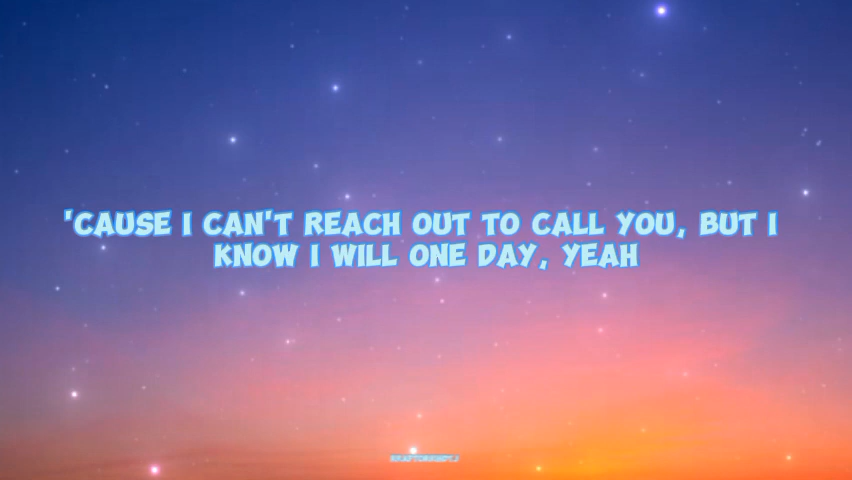 'CAUSE I CAN'T REACH OUT TO CALL YOU, BUT I
KNOW I WILL ONE DAY, YEAH